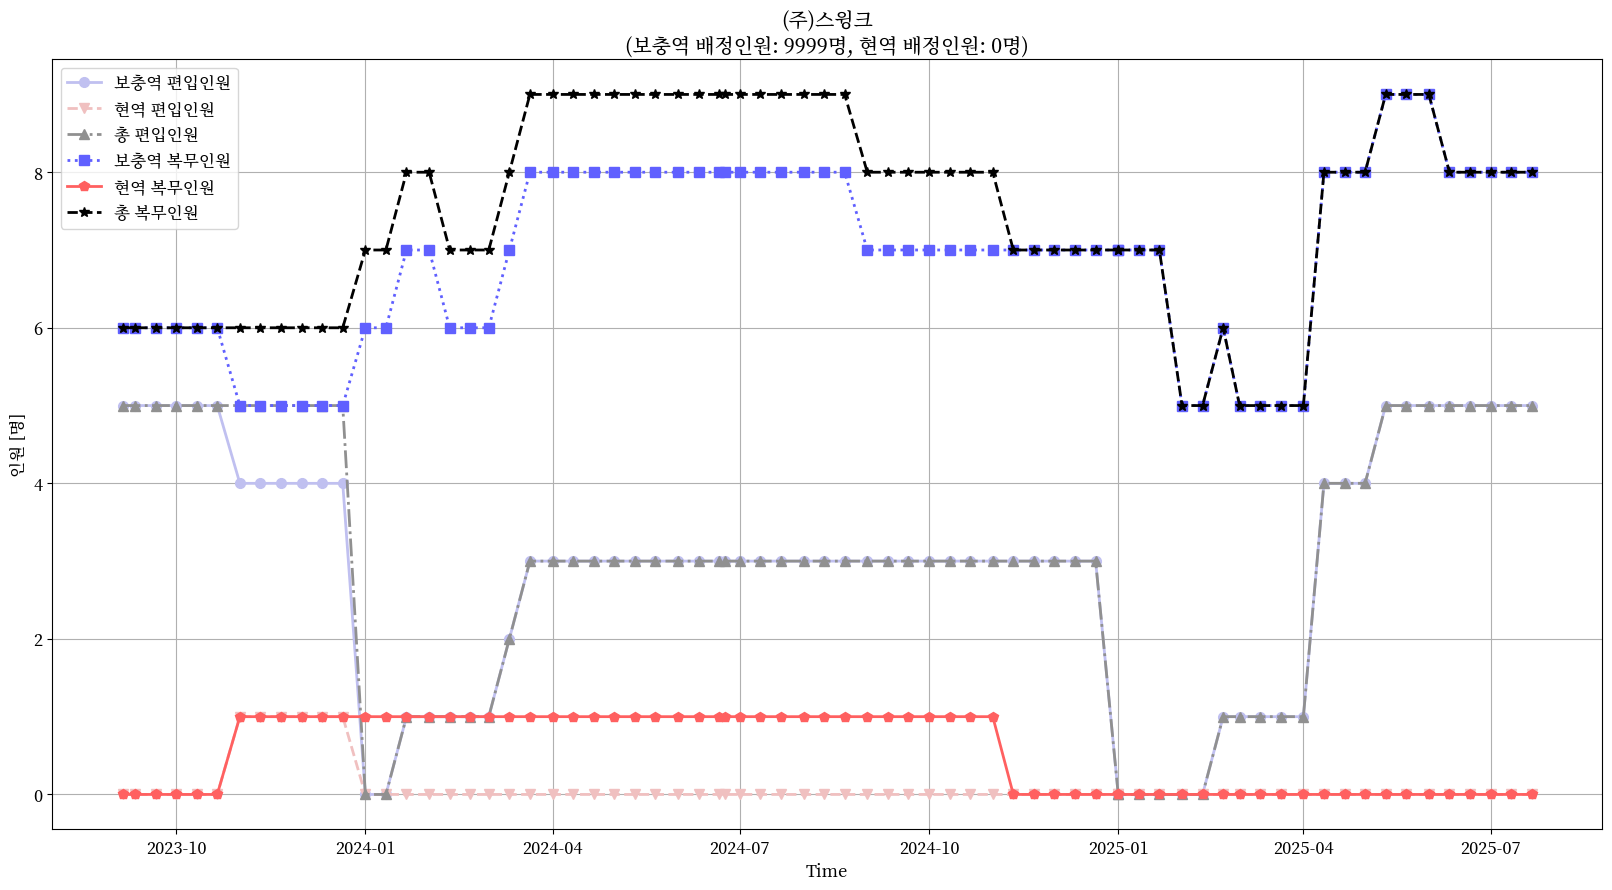 (주)스윙크
(보충역 배정인원: 9999명, 현역 배정인원: 0명)
보충역 편입인원
현역 편입인원
총 편입인원
보충역 복무인원
현역 복무인원
총 복무인원
인원 [명]
8
6
4
2
0
2023-10
2024-01
2024-04
2024-07
2024-10
2025-01
2025-04
2025-07
Time